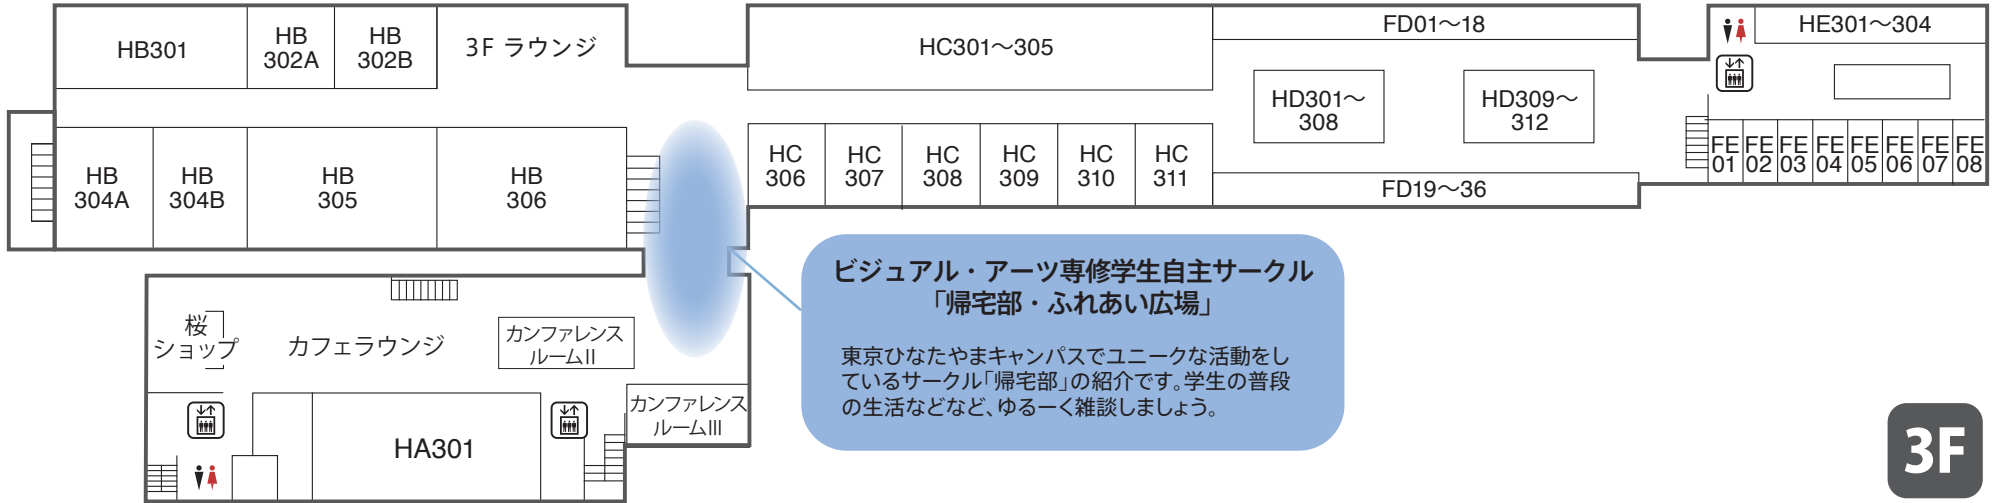 HB301
HB
302A
HB
302B
3F ラウンジ
HC301〜305
FD01〜18
HE301〜304
HD301〜
308
HD309〜
312
HB
304A
HB
304B
HB
305
HB
306
HC
306
HC
307
HC
308
HC
309
HC
310
HC
311
FD19〜36
FE
01
FE
02
FE
03
FE
04
FE
05
FE
06
FE
07
FE
08
ビジュアル・アーツ専修学生自主サークル
「帰宅部・ふれあい広場」
東京ひなたやまキャンパスでユニークな活動をし
ているサークル「帰宅部」の紹介です。学生の普段
の生活などなど、ゆるーく雑談しましょう。
桜
ショップ
カフェラウンジ
カンファレンス
ルームII
カンファレンス
ルームIII
HA301
3F